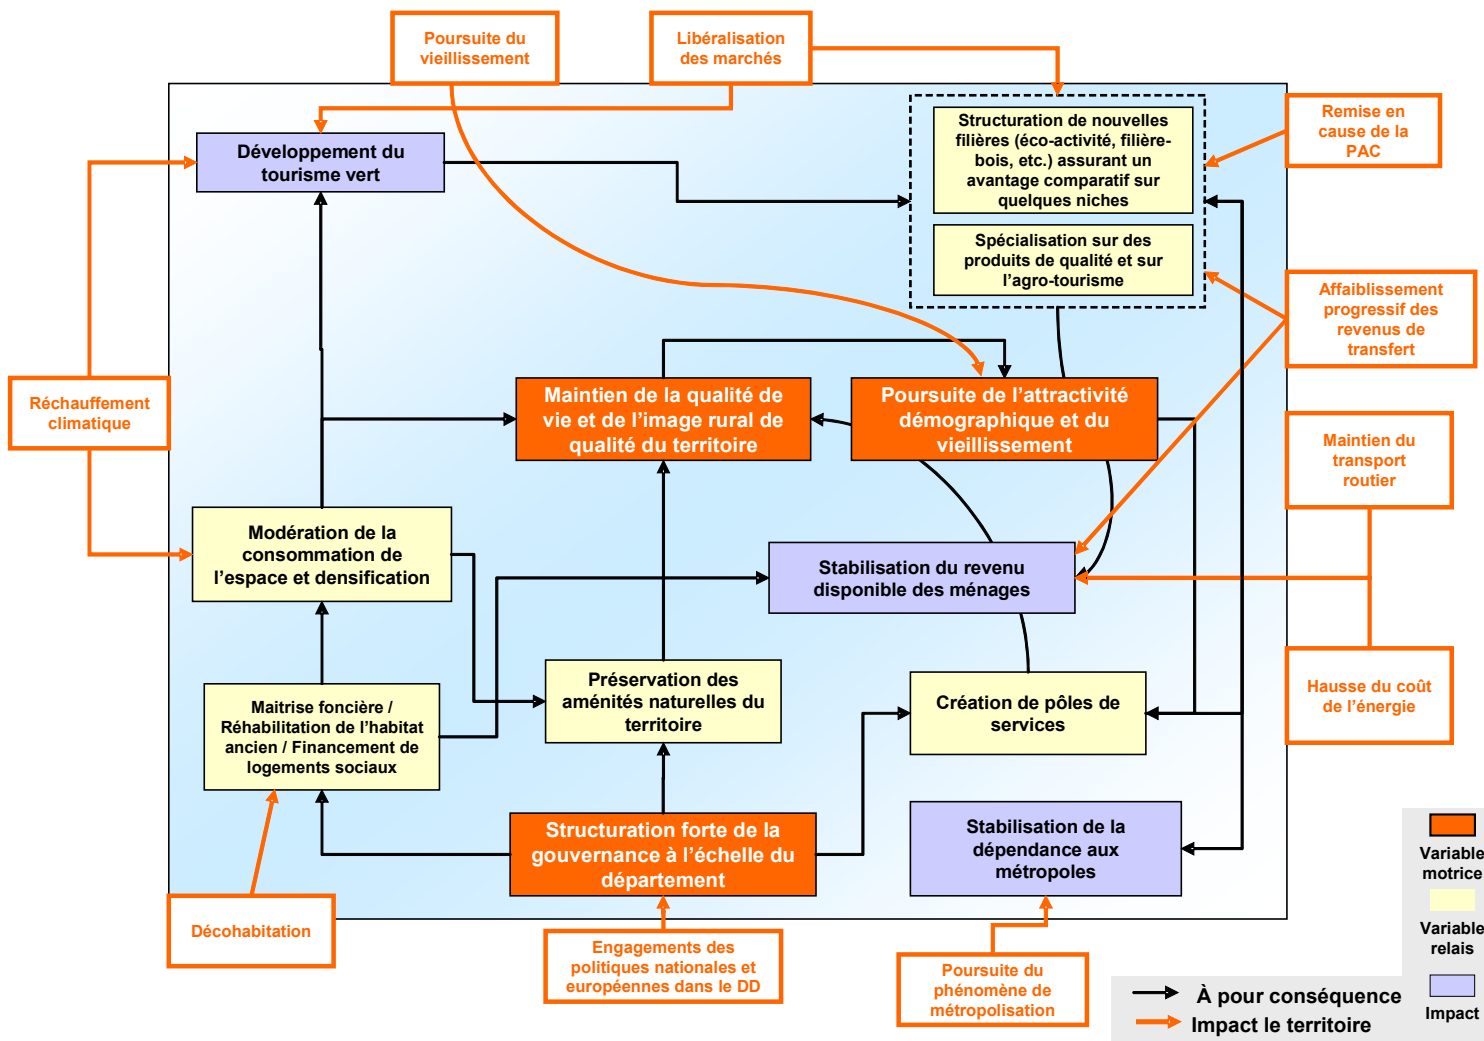 Poursuite du
vieillissement
Libéralisation
des marchés
Développement du
tourisme vert
Structuration de nouvelles
filières (éco-activité, filière-
bois, etc.) assurant un
avantage comparatif sur
quelques niches
Remise en
cause de la
PAC
Spécialisation sur des
produits de qualité et sur
l’agro-tourisme
Affaiblissement
progressif des
revenus de
transfert
Réchauffement
climatique
Maintien de la qualité de
vie et de l’image rural de
qualité du territoire
Poursuite de l’attractivité
démographique et du
vieillissement
Maintien du
transport
routier
Modération de la
consommation de
l’espace et densification
Stabilisation du revenu
disponible des ménages
Maitrise foncière /
Réhabilitation de l’habitat
ancien / Financement de
logements sociaux
Préservation des
aménités naturelles du
territoire
Création de pôles de
services
Hausse du coût
de l’énergie
Structuration forte de la
gouvernance à l’échelle du
département
Stabilisation de la
dépendance aux
métropoles
Décohabitation
Engagements des
politiques nationales et
européennes dans le DD
Poursuite du
phénomène de
métropolisation
Variable
motrice
Variable
relais
Impact
À pour conséquence
Impact le territoire